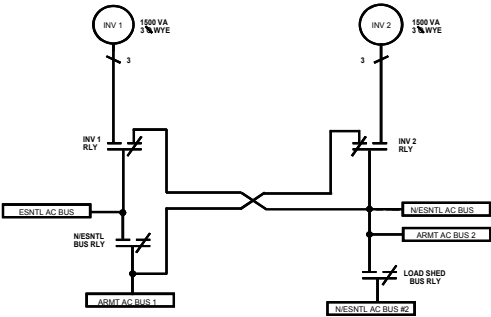 INV 1
1500 VA
3 WYE
INV 2
1500 VA
3 WYE
3
3
INV 1
RLY
INV 2
RLY
ESNTL AC BUS
N/ESNTL AC BUS
N/ESNTL
BUS RLY
ARMT AC BUS 2
LOAD SHED
BUS RLY
ARMT AC BUS 1
N/ESNTL AC BUS #2